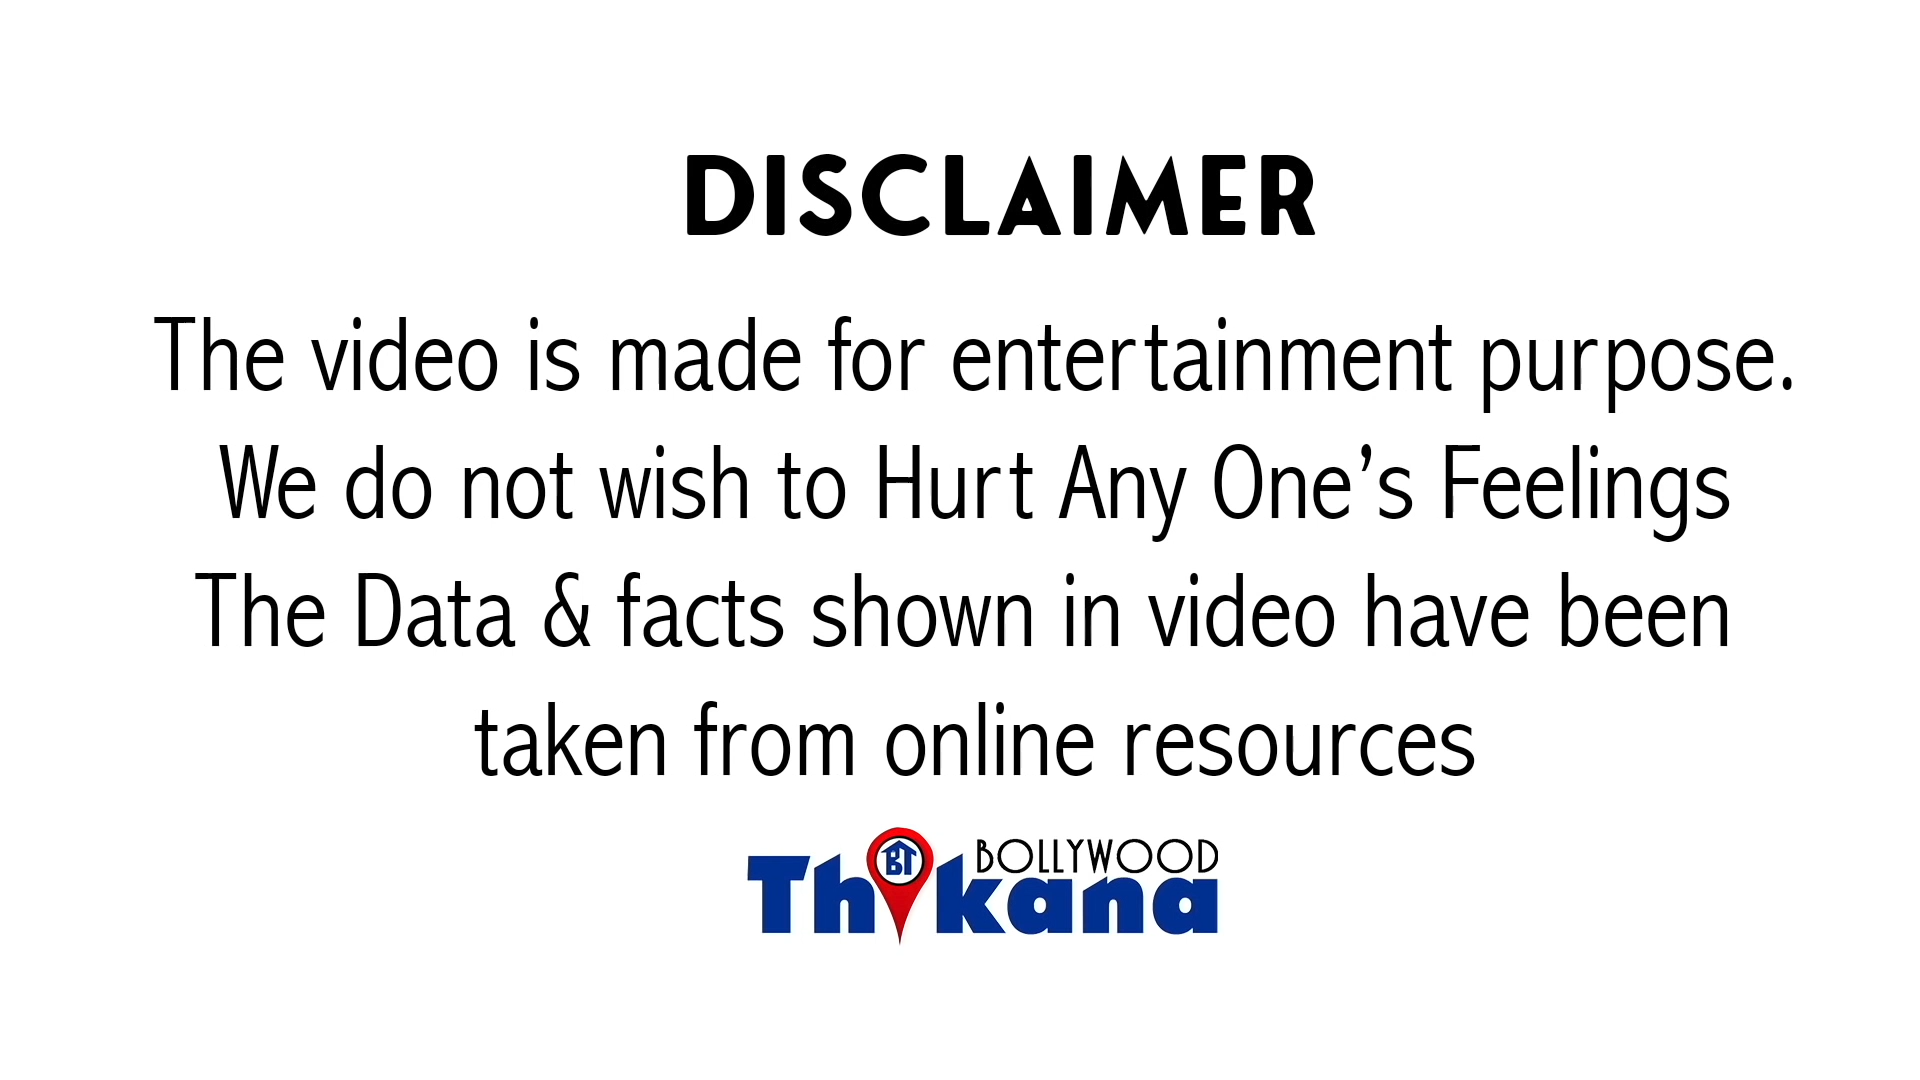 DISCLAIMER
The video is made for entertainment purpose.
We do not wish to Hurt Any One’s Feelings
The Data & facts shown in video have been
taken from online resources
BT BOLLYWOOD
Thikana